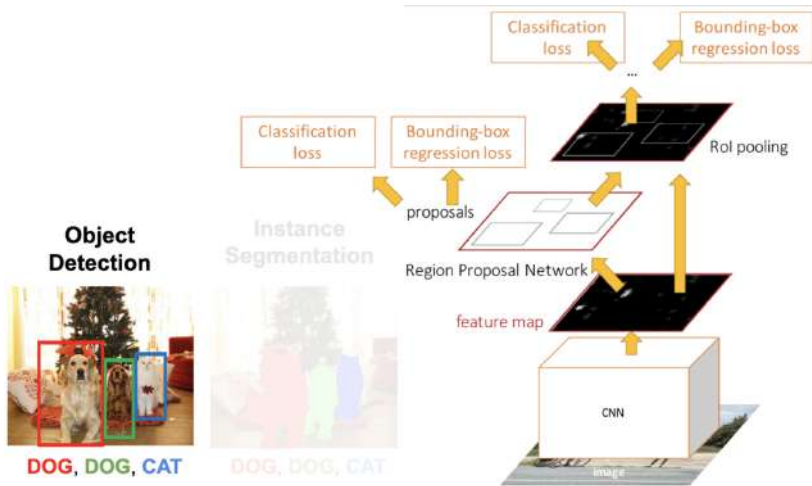 Classification
loss
Bounding-box
regression loss
...
RoI pooling
Classification
loss
Bounding-box
regression loss
proposals
Region Proposal Network
feature map
CNN
image
Object
Detection
DOG, DOG, CAT
Instance
Segmentation
DOG, DOG, CAT